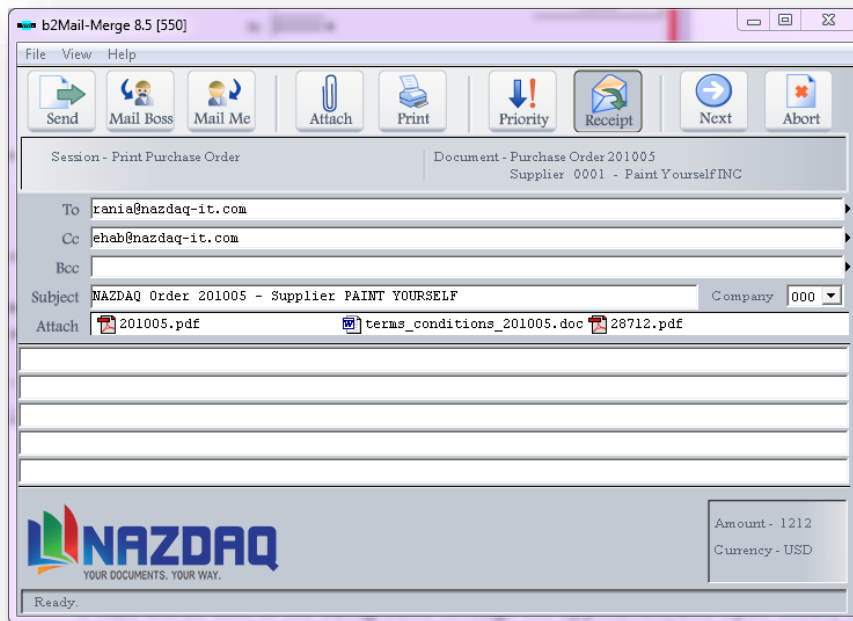 b2Mail-Merge 8.5 [550]
File View Help
Send Mail Boss Mail Me Attach Print Priority Receipt Next Abort
Session - Print Purchase Order Document - Purchase Order 201005
Supplier 0001 - Paint Yourself INC
To rania@nazdaq-it.com
Cc ehab@nazdaq-it.com
Bcc
Subject NAZDAQ Order 201005 - Supplier PAINT YOURSELF Company 000
Attach 201005.pdf terms_conditions_201005.doc 28712.pdf
Amount - 1212
Currency - USD
NAZDAQ
YOUR DOCUMENTS. YOUR WAY.
Ready.